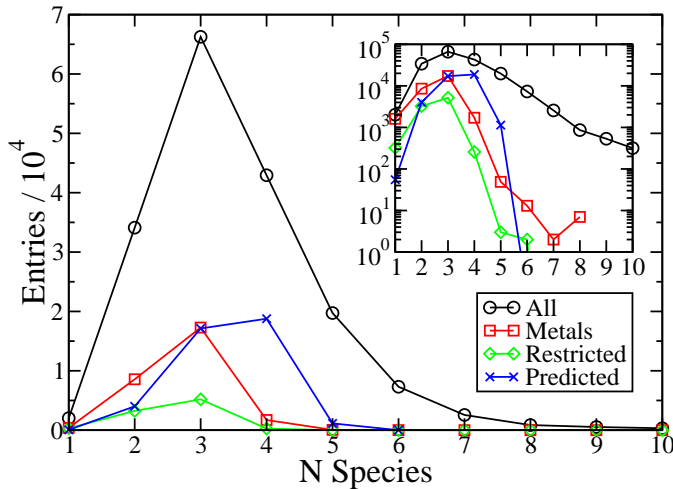 Entries / 10^4
7
6
5
4
3
2
1
0
1 2 3 4 5 6 7 8 9 10
N Species
10^5
10^4
10^3
10^2
10^1
10^0
1 2 3 4 5 6 7 8 9 10
All
Metals
Restricted
Predicted